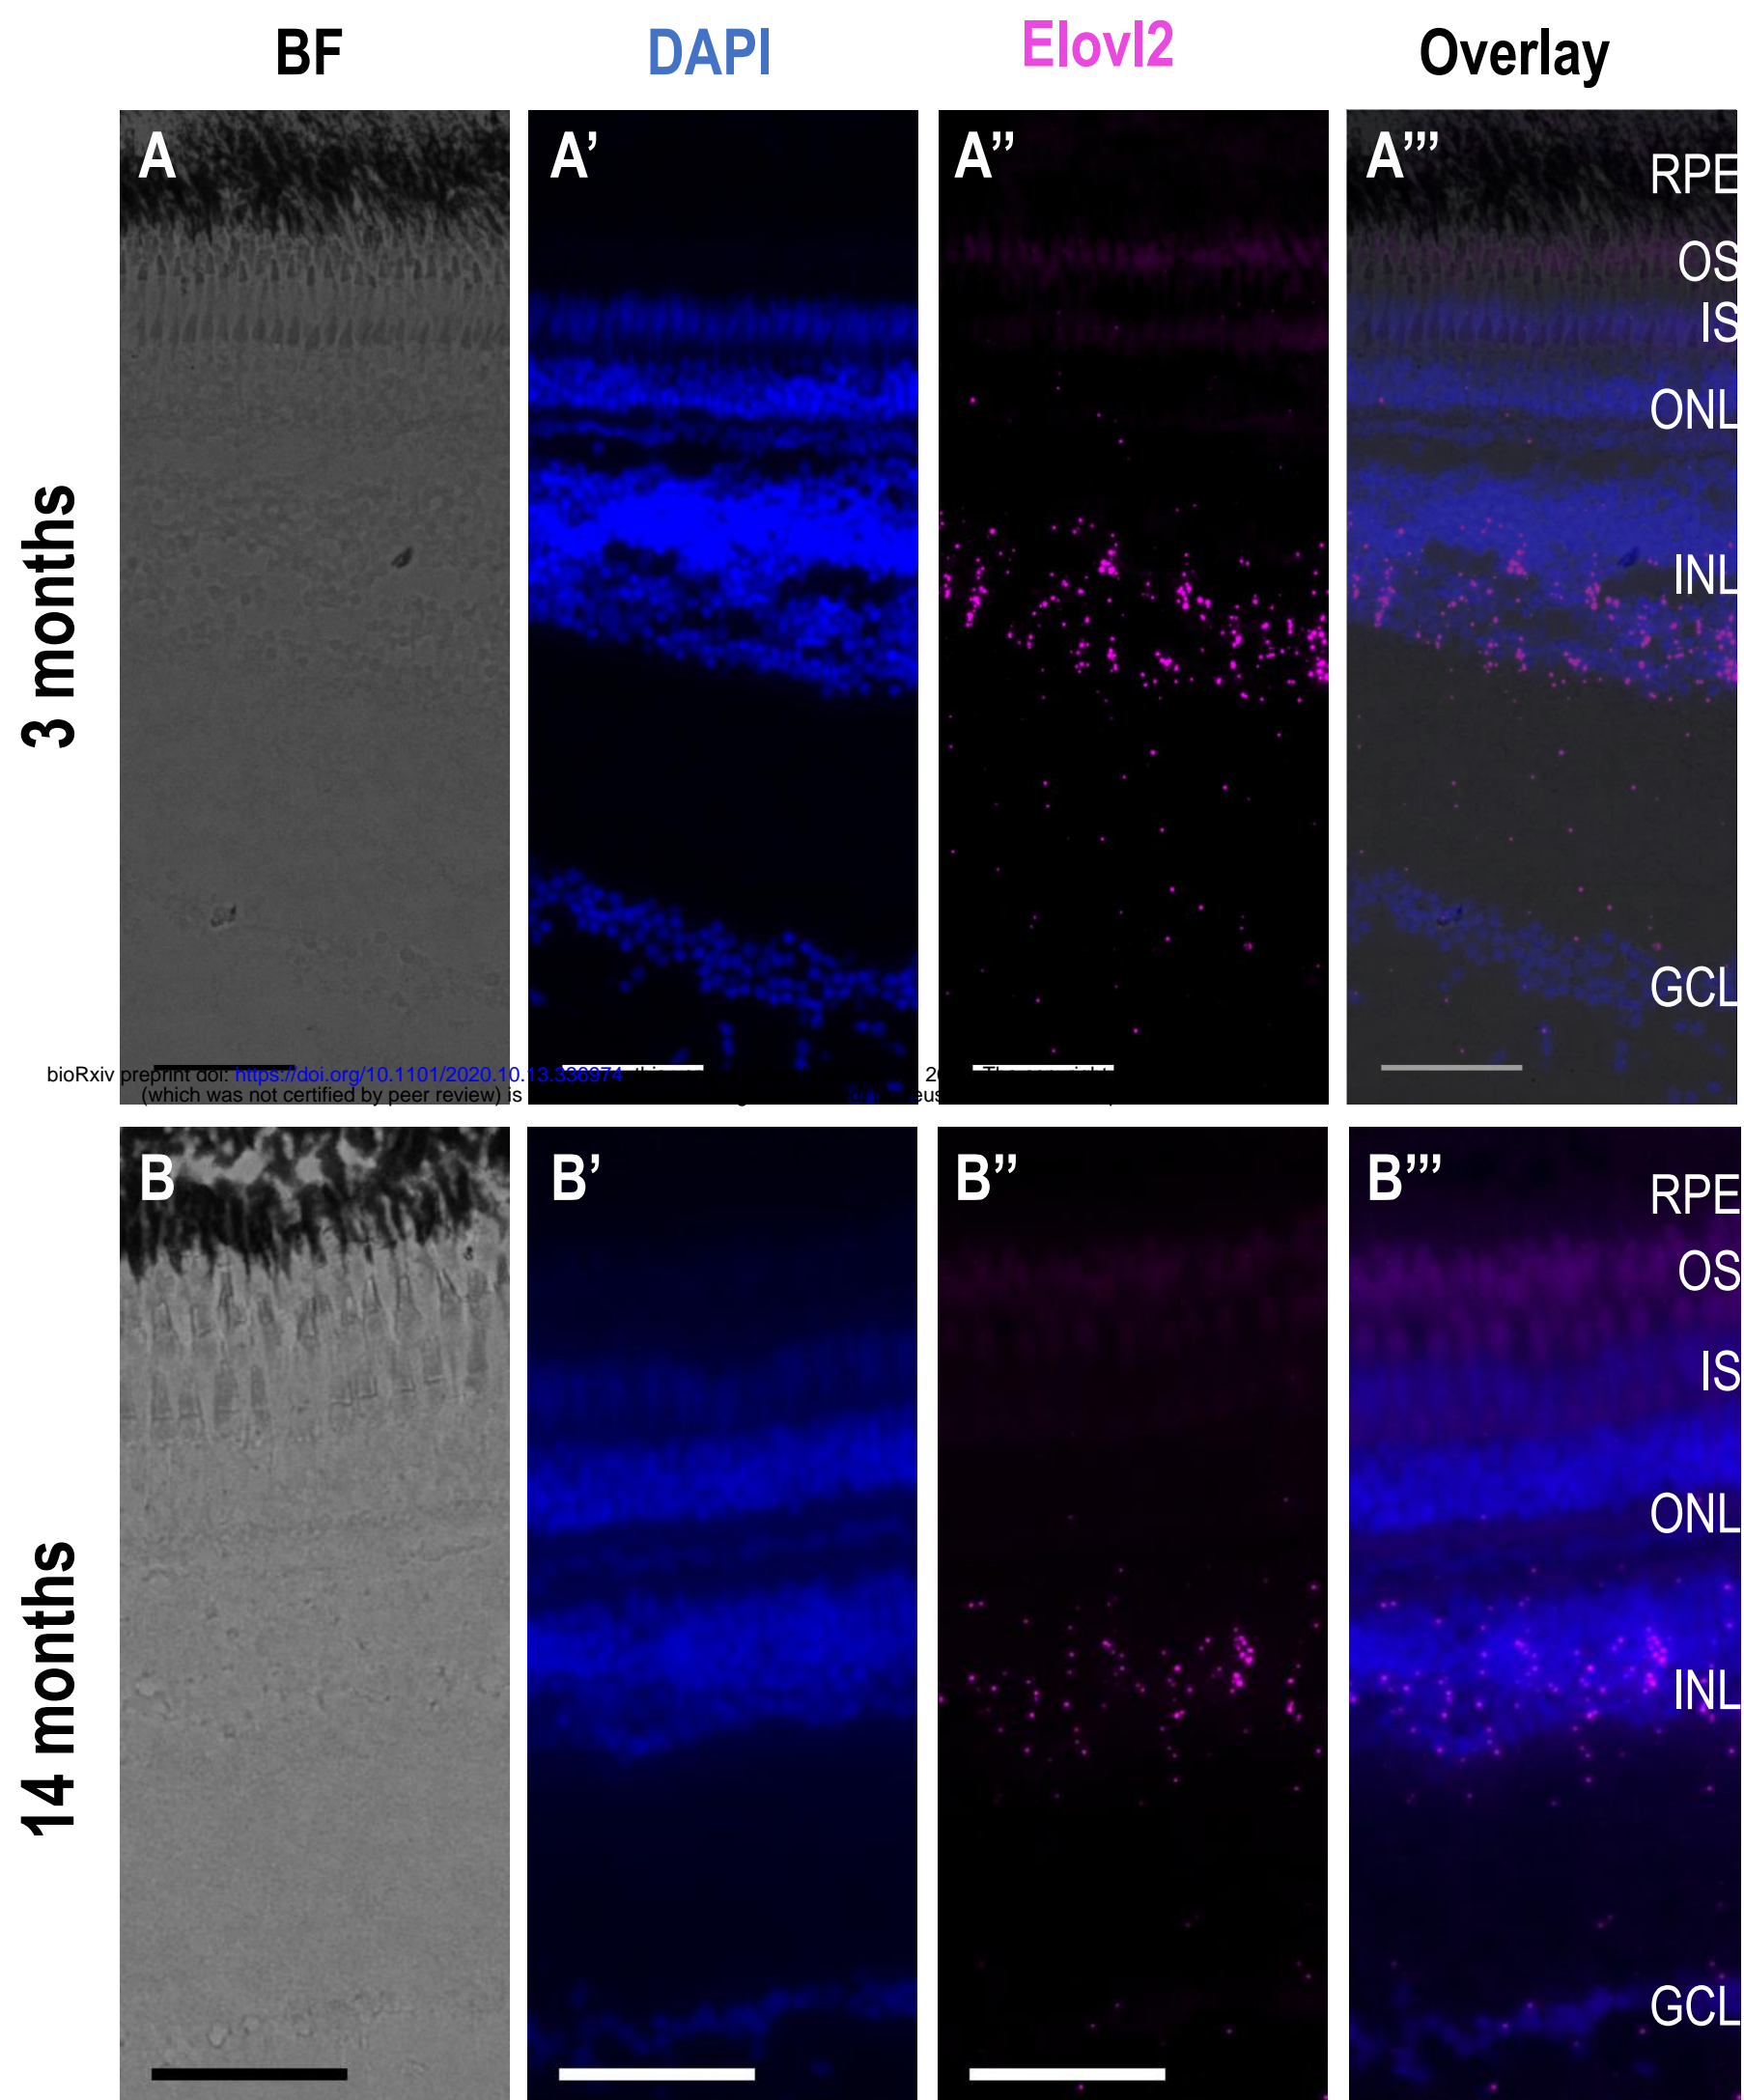 BF DAPI Elovl2 Overlay
3 months
A A’ A’’ A’’’
RPE
OS
IS
ONL
INL
GCL
bioRxiv preprint doi: https://doi.org/10.1101/2020.10.13.336974
(which was not certified by peer review) is
14 months
B B’ B’’ B’’’
RPE
OS
IS
ONL
INL
GCL